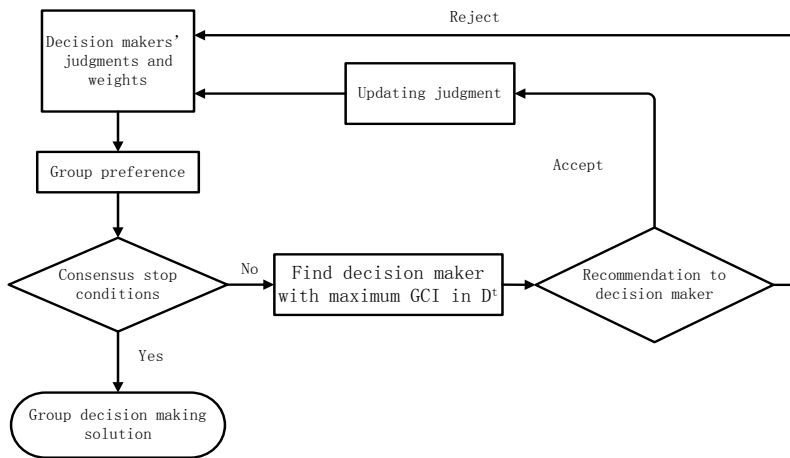 Reject
Decision makers’
judgments and
weights
Updating judgment
Accept
Group preference
Consensus stop
conditions
No
Find decision maker
with maximum GCI in Dᵗ
Recommendation to
decision maker
Yes
Group decision making
solution